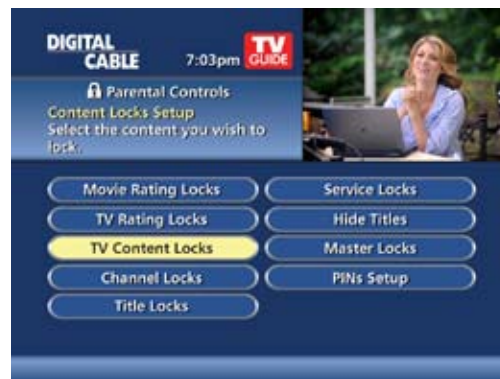 DIGITAL
CABLE
7:03pm
TV
GUIDE
Parental Controls
Content Locks Setup
Select the content you wish to
lock.
Movie Rating Locks
Service Locks
TV Rating Locks
Hide Titles
TV Content Locks
Master Locks
Channel Locks
PINs Setup
Title Locks